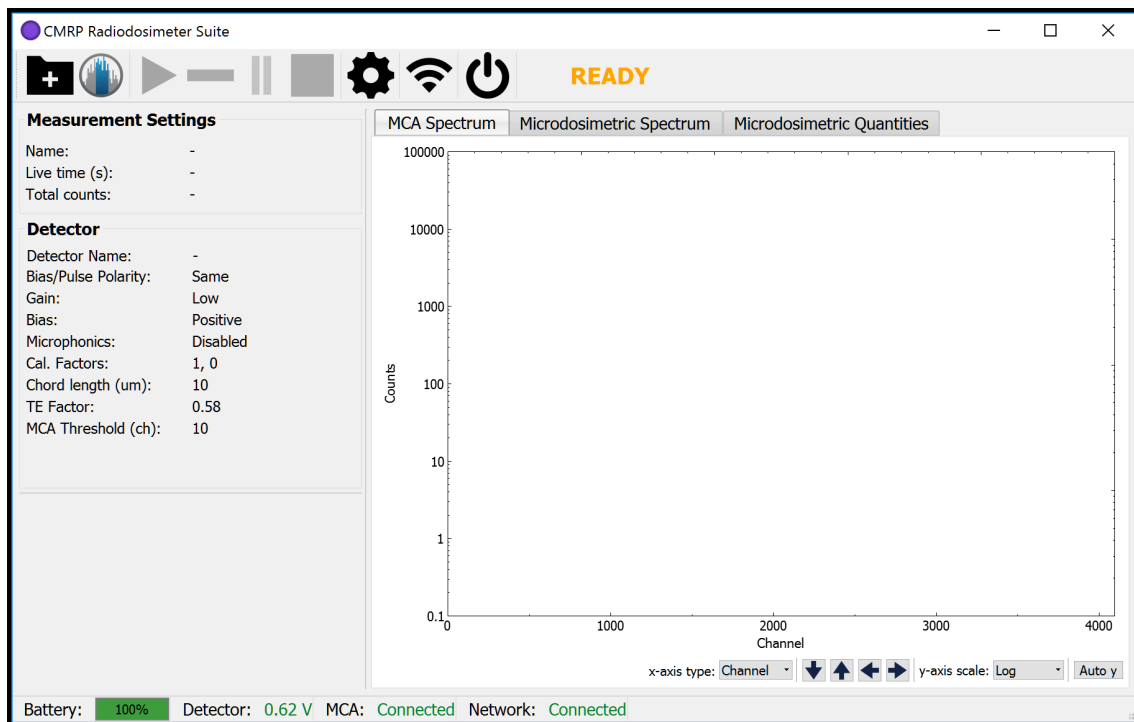 CMRP Radiodosimeter Suite
READY
Measurement Settings
Name: -
Live time (s): -
Total counts: -
Detector
Detector Name: -
Bias/Pulse Polarity: Same
Gain: Low
Bias: Positive
Microphonics: Disabled
Cal. Factors: 1, 0
Chord length (um): 10
TE Factor: 0.58
MCA Threshold (ch): 10
MCA Spectrum Microdosimetric Spectrum Microdosimetric Quantities
100000
10000
1000
100
10
1
0.1
Counts
0 1000 2000 3000 4000
Channel
x-axis type: Channel y-axis scale: Log Auto y
Battery: 100% Detector: 0.62 V MCA: Connected Network: Connected